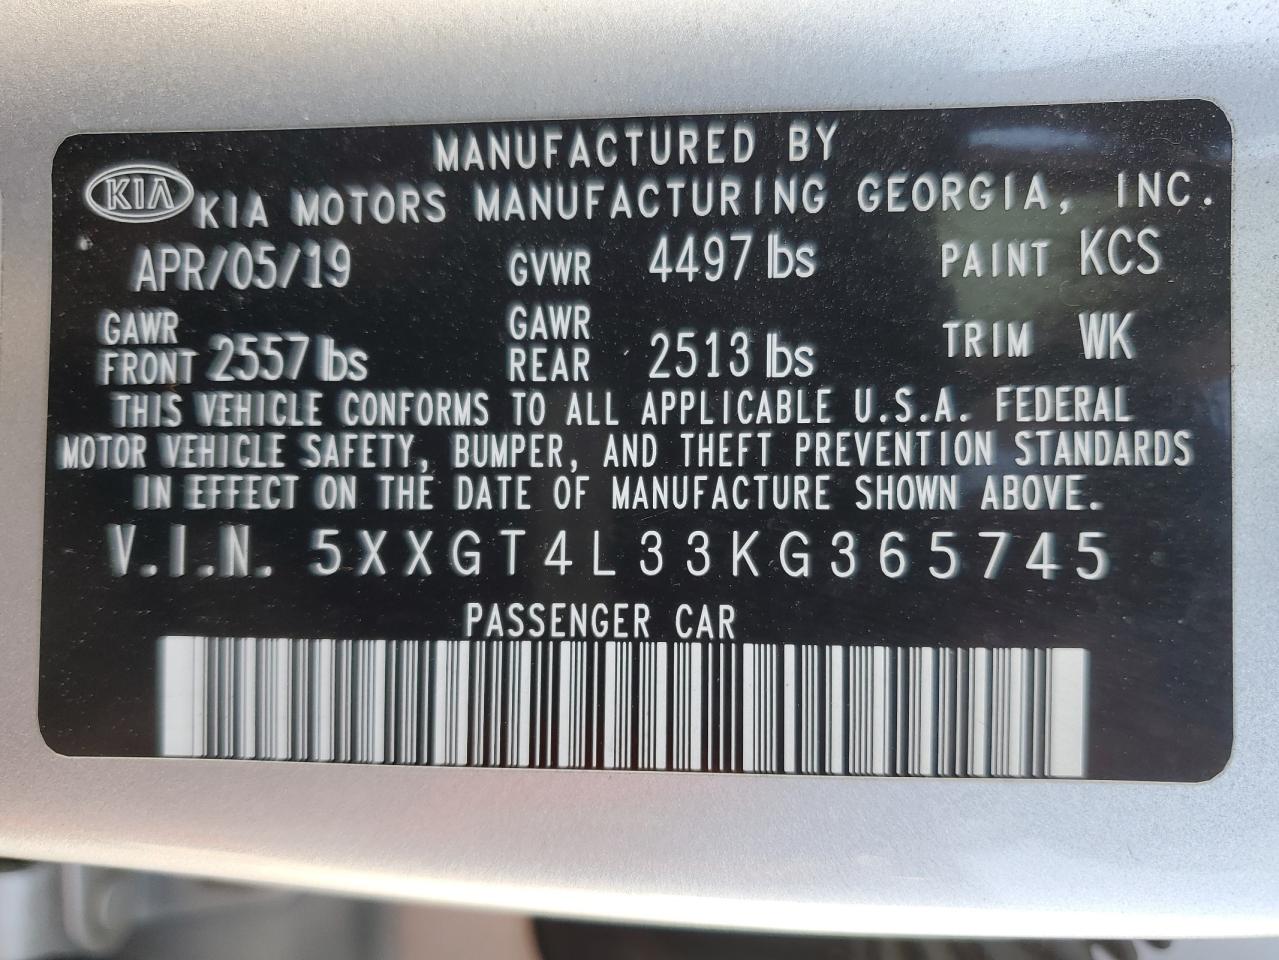 MANUFACTURED BY
KIA KIA MOTORS MANUFACTURING GEORGIA, INC.
APR/05/19 GVWR 4497 lbs PAINT KCS
GAWR FRONT 2557 lbs GAWR REAR 2513 lbs TRIM WK
THIS VEHICLE CONFORMS TO ALL APPLICABLE U.S.A. FEDERAL
MOTOR VEHICLE SAFETY, BUMPER, AND THEFT PREVENTION STANDARDS
IN EFFECT ON THE DATE OF MANUFACTURE SHOWN ABOVE.
V.I.N. 5XXGT4L33KG365745
PASSENGER CAR